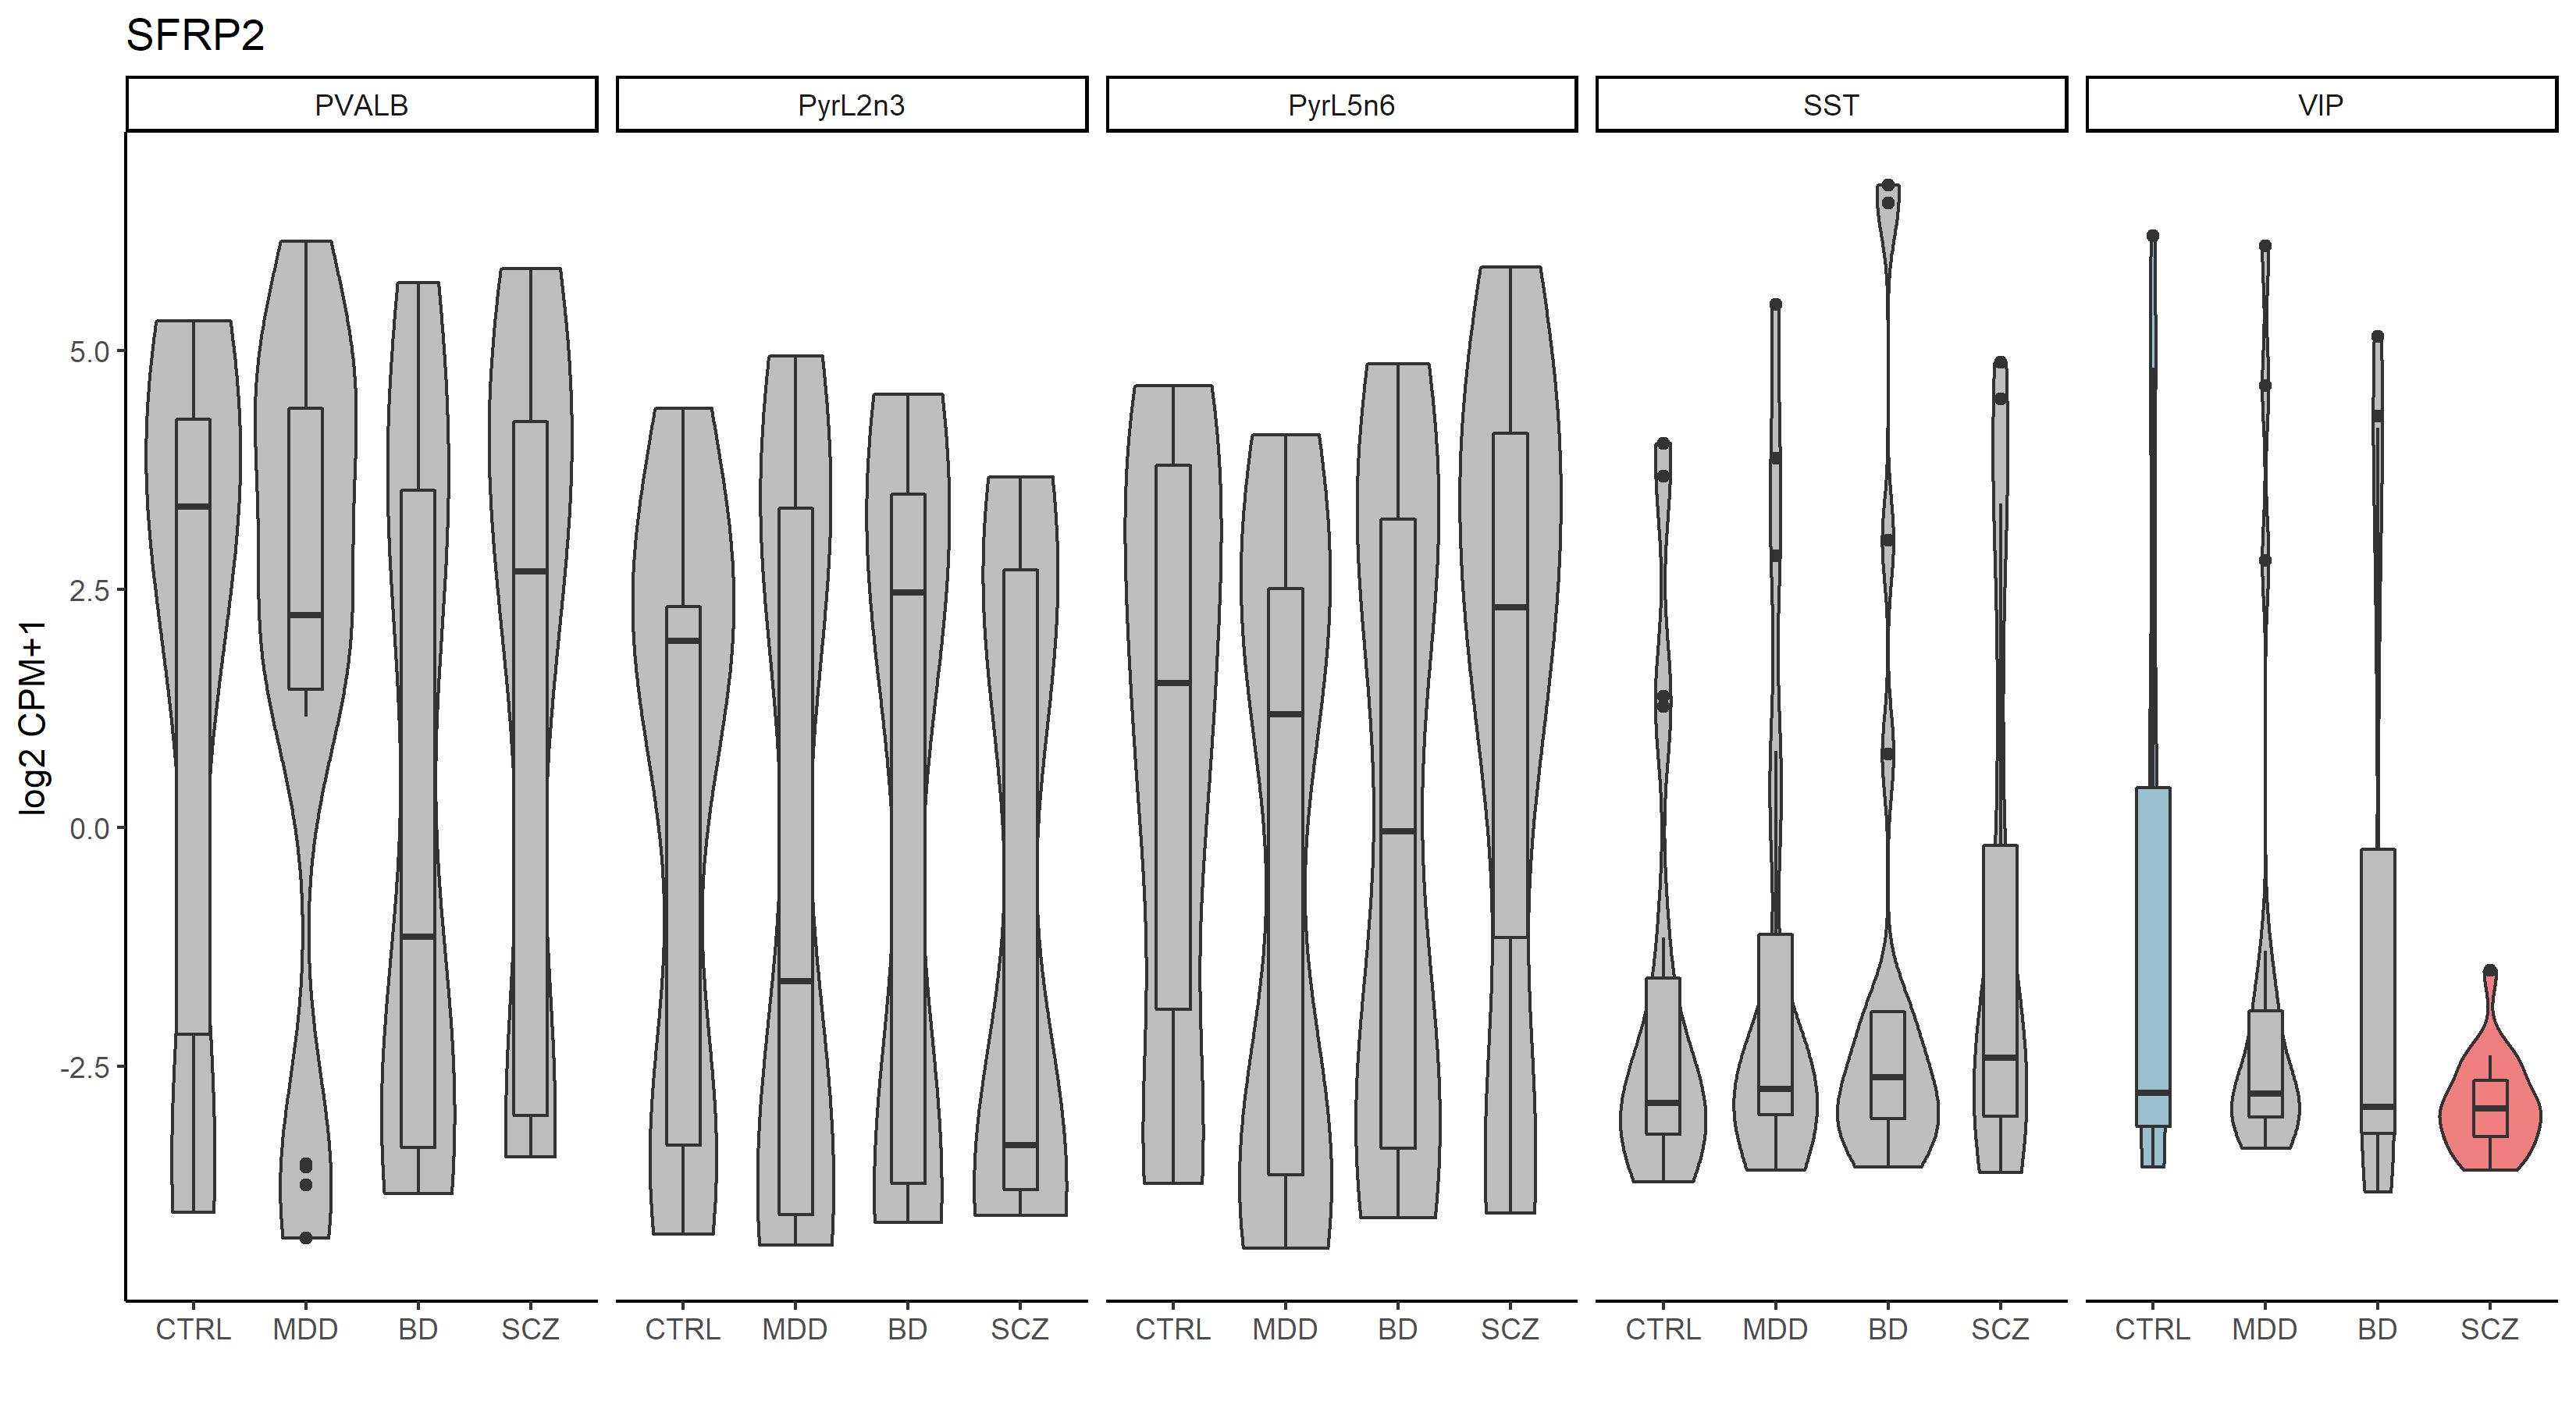 SFRP2
PVALB PyrL2n3 PyrL5n6 SST VIP
log2 CPM+1
5.0
2.5
0.0
-2.5
CTRL MDD BD SCZ CTRL MDD BD SCZ CTRL MDD BD SCZ CTRL MDD BD SCZ CTRL MDD BD SCZ